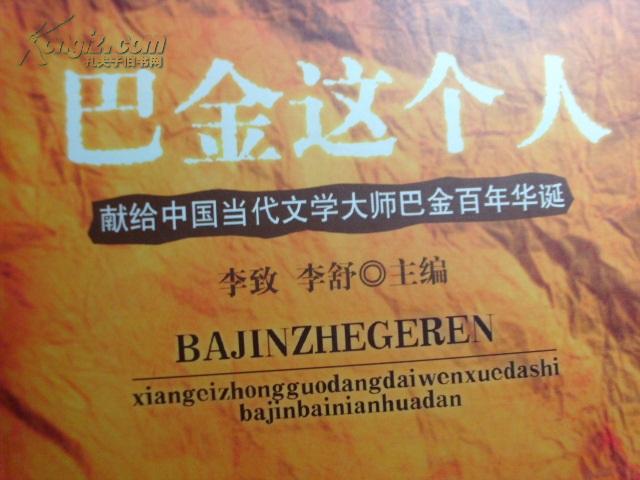 Kongfz.com
孔夫子旧书网
巴金这个人
献给中国当代文学大师巴金百年华诞
李致 李舒◎主编
BAJINZHEGEREN
xiangeizhongguodangdaiwenxuedashi
bajinbainianhuadan